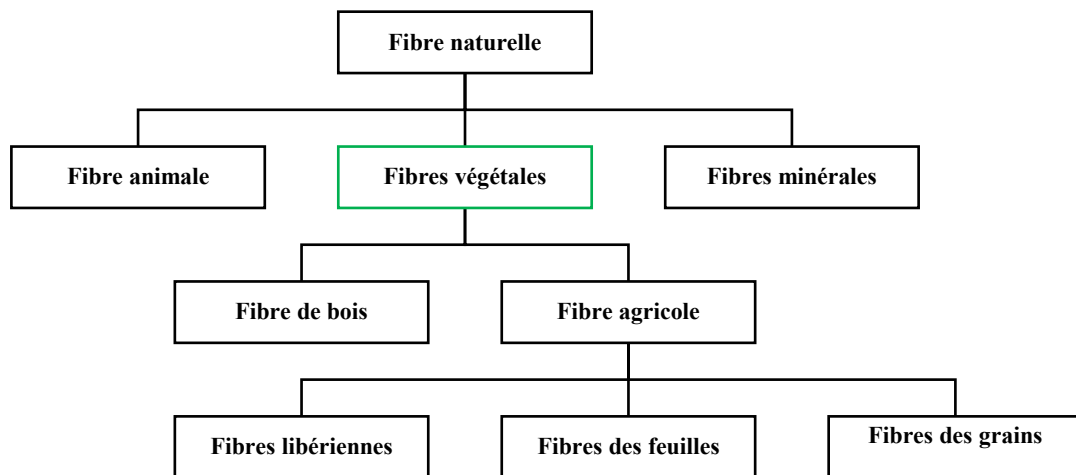 Fibre naturelle
Fibre animale
Fibres végétales
Fibres minérales
Fibre de bois
Fibre agricole
Fibres libériennes
Fibres des feuilles
Fibres des grains